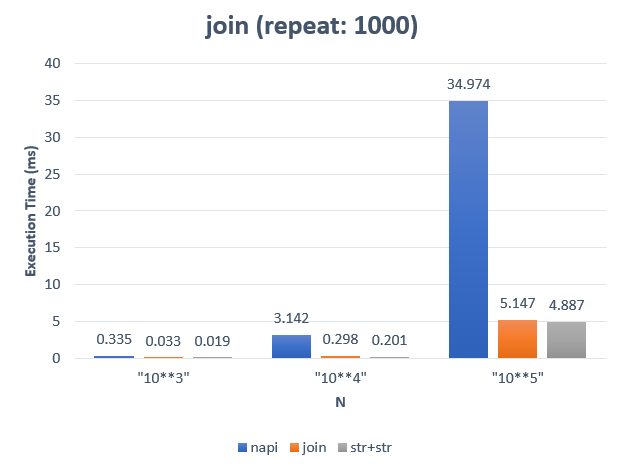 join (repeat: 1000)
Execution Time (ms)
40
35
30
25
20
15
10
5
0
0.335 0.033 0.019
3.142 0.298 0.201
34.974 5.147 4.887
"10**3" "10**4" "10**5"
N
napi join str+str